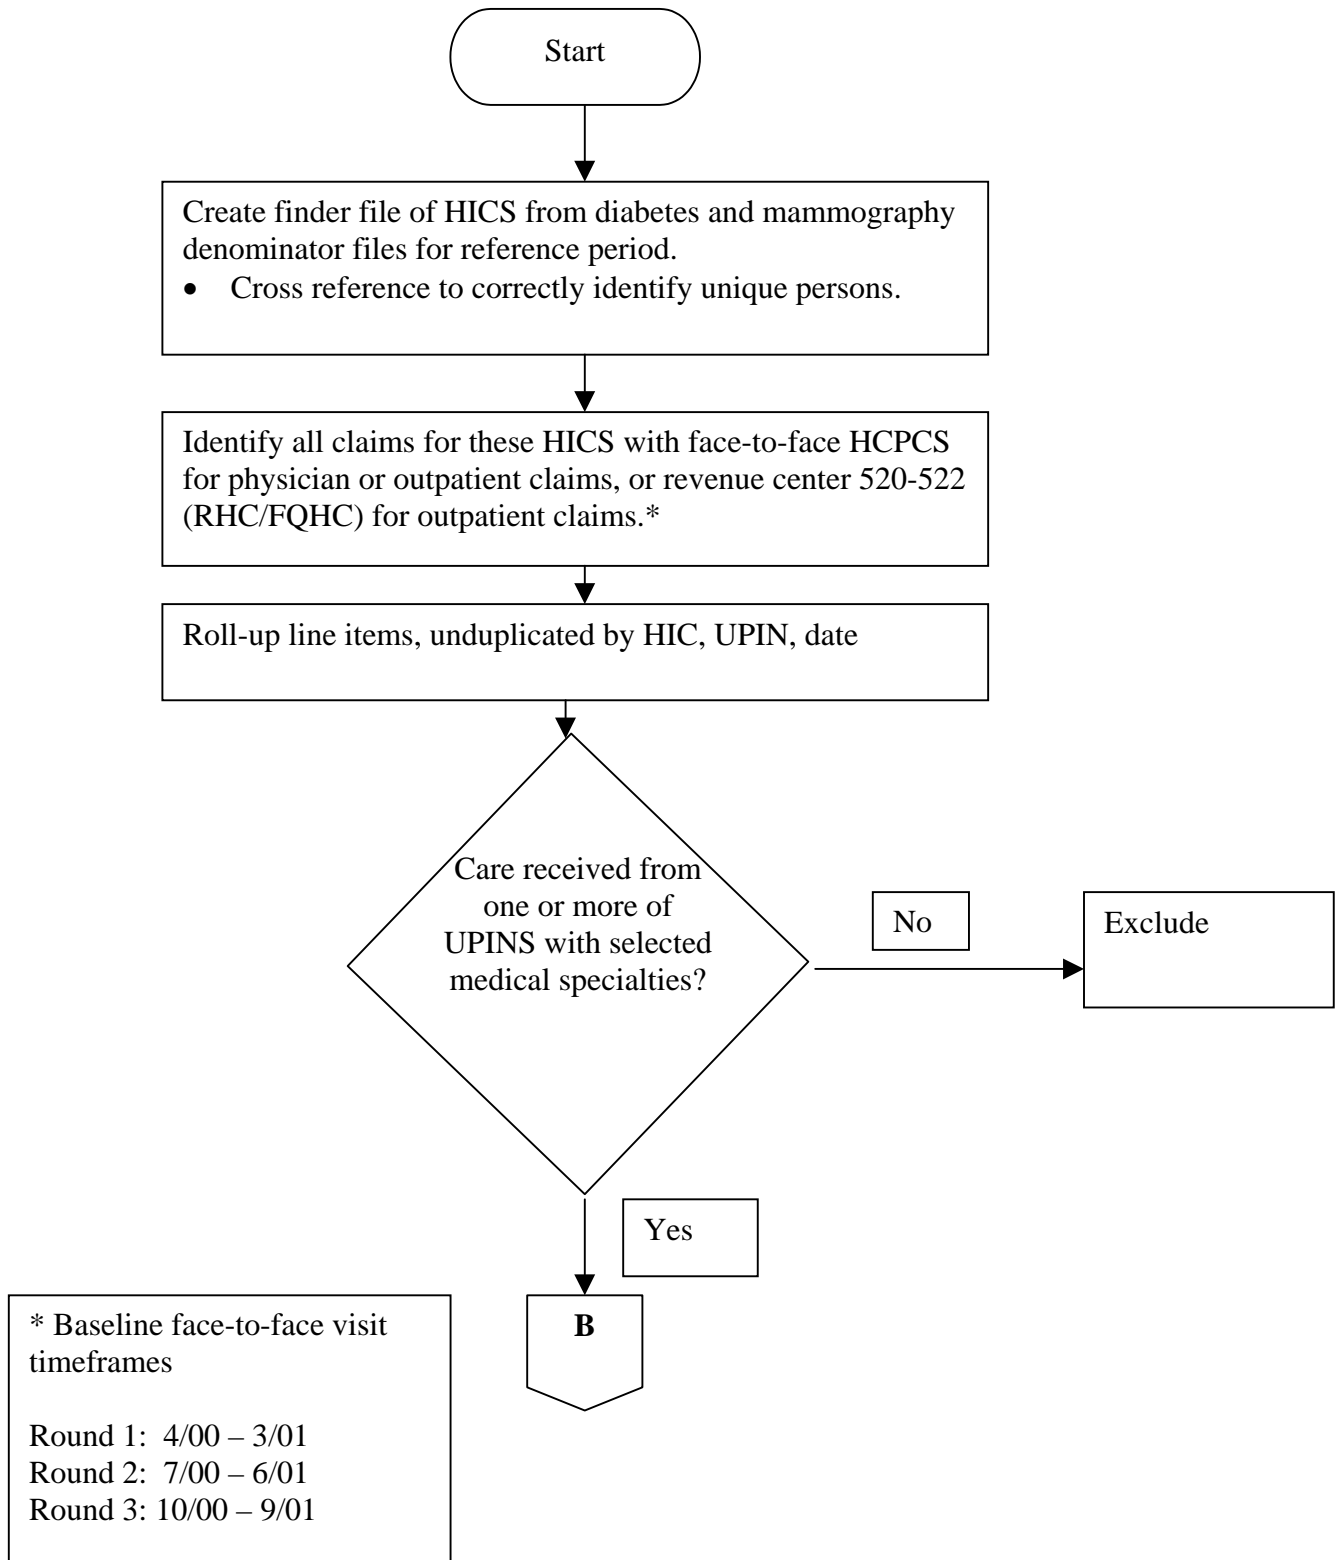 Start
Create finder file of HICS from diabetes and mammography
denominator files for reference period.
• Cross reference to correctly identify unique persons.
Identify all claims for these HICS with face-to-face HCPCS
for physician or outpatient claims, or revenue center 520-522
(RHC/FQHC) for outpatient claims.*
Roll-up line items, unduplicated by HIC, UPIN, date
Care received from
one or more of
UPINS with selected
medical specialties?
No
Exclude
Yes
B
* Baseline face-to-face visit
timeframes
Round 1: 4/00 – 3/01
Round 2: 7/00 – 6/01
Round 3: 10/00 – 9/01